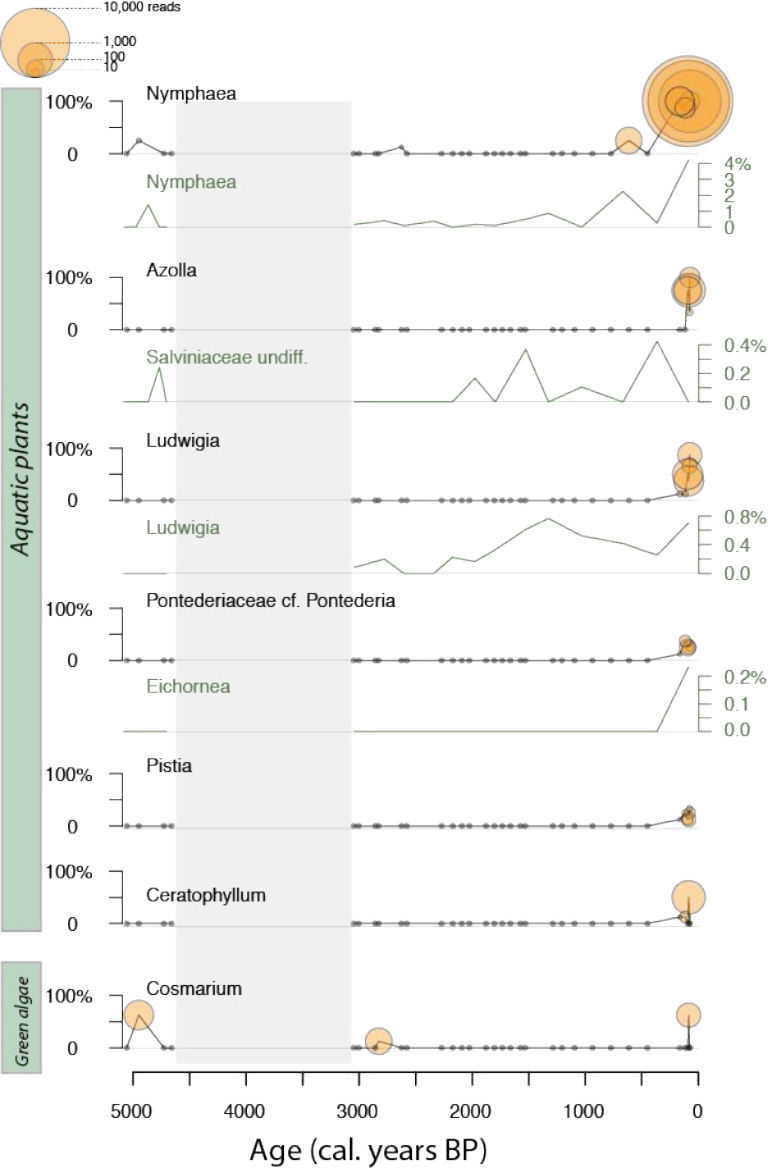 10,000 reads
1,000
100
10
Aquatic plants
Nymphaea
100%
0
Nymphaea
4%
3
2
1
0
Azolla
100%
0
Salviniaceae undiff.
0.4%
0.2
0.0
Ludwigia
100%
0
Ludwigia
0.8%
0.4
0.0
Pontederiaceae cf. Pontederia
100%
0
Eichornea
0.2%
0.1
0.0
Pistia
100%
0
100%
Ceratophyllum
0
Green algae
Cosmarium
100%
0
5000 4000 3000 2000 1000 0
Age (cal. years BP)